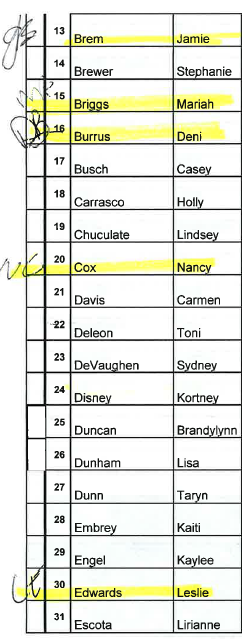 13 Brem Jamie
14 Brewer Stephanie
15 Briggs Mariah
16 Burrus Deni
17 Busch Casey
18 Carrasco Holly
19 Chuculate Lindsey
NC 20 Cox Nancy
21 Davis Carmen
22 Deleon Toni
23 DeVaughen Sydney
24 Disney Kortney
25 Duncan Brandylynn
26 Dunham Lisa
27 Dunn Taryn
28 Embrey Kaiti
29 Engel Kaylee
30 Edwards Leslie
31 Escota Lirianne